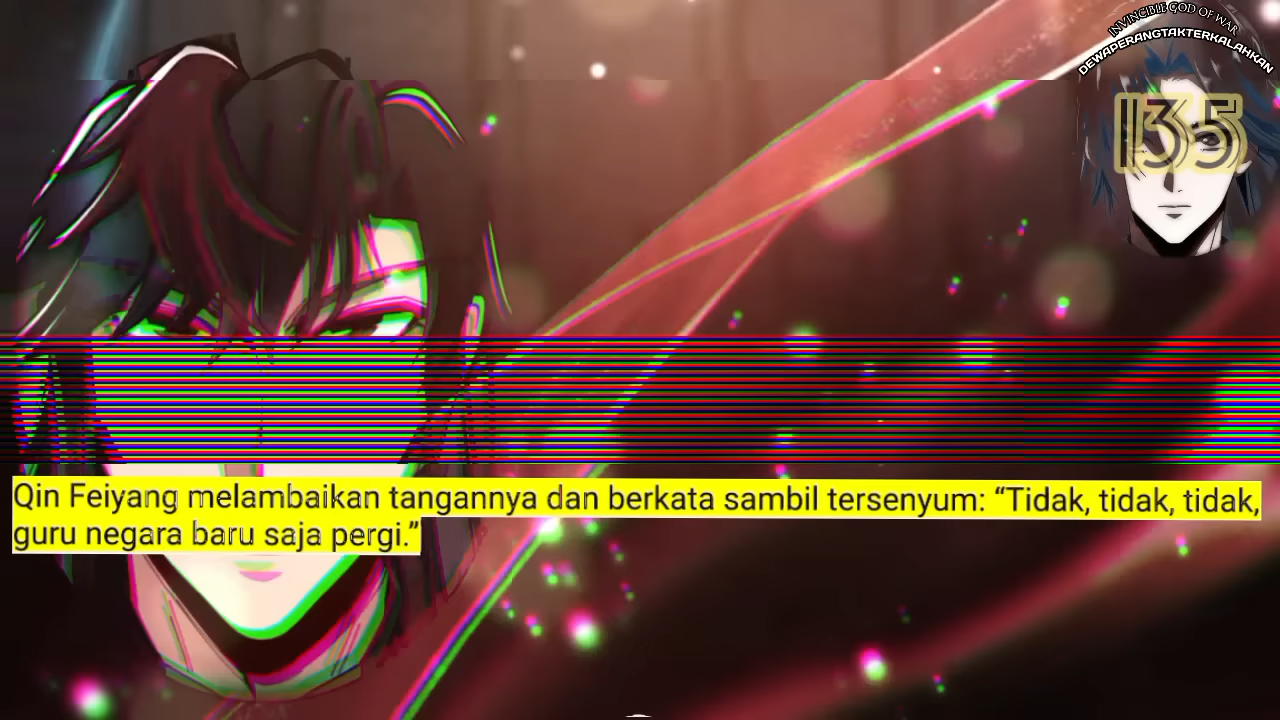 INVINCIBLE GOD OF WAR
DEWAPERANGTAKTERKALAHKAN
135
Qin Feiyang melambaikan tangannya dan berkata sambil tersenyum: “Tidak, tidak, tidak,
guru negara baru saja pergi.”